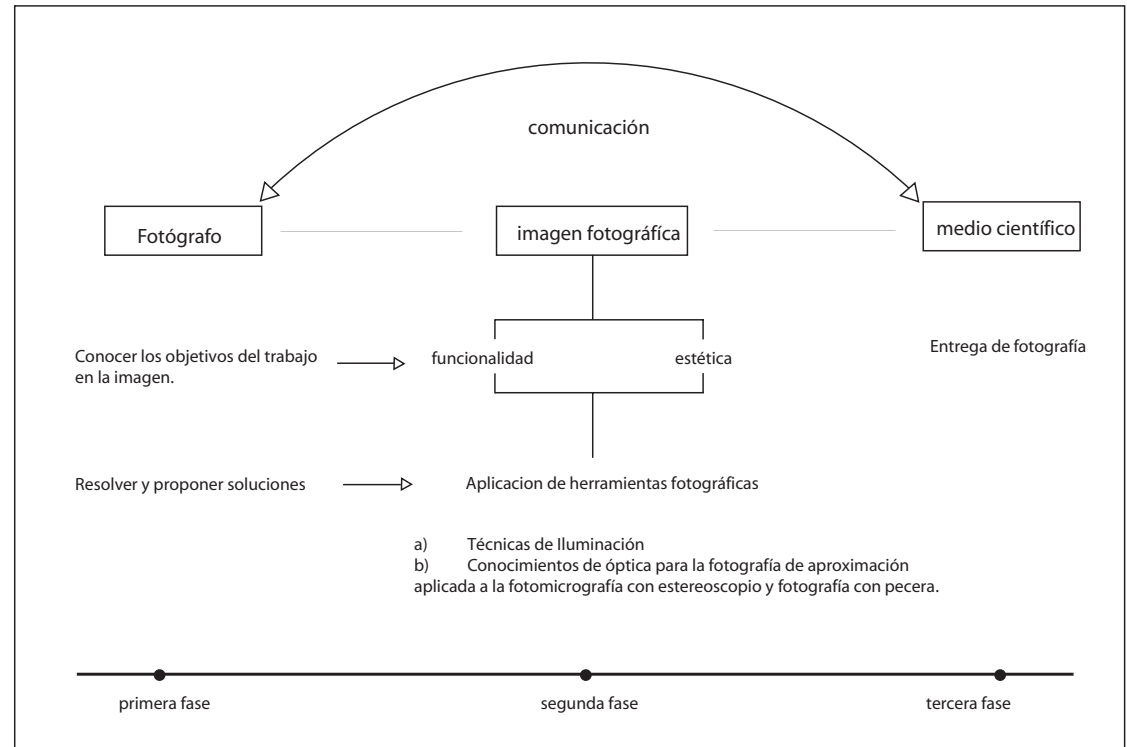 comunicación
Fotógrafo
imagen fotográfíca
medio científico
Conocer los objetivos del trabajo
en la imagen.
funcionalidad
estética
Entrega de fotografía
Resolver y proponer soluciones
Aplicacion de herramientas fotográficas
a) Técnicas de Iluminación
b) Conocimientos de óptica para la fotografía de aproximación
aplicada a la fotomicrografía con estereoscopio y fotografía con pecera.
primera fase
segunda fase
tercera fase